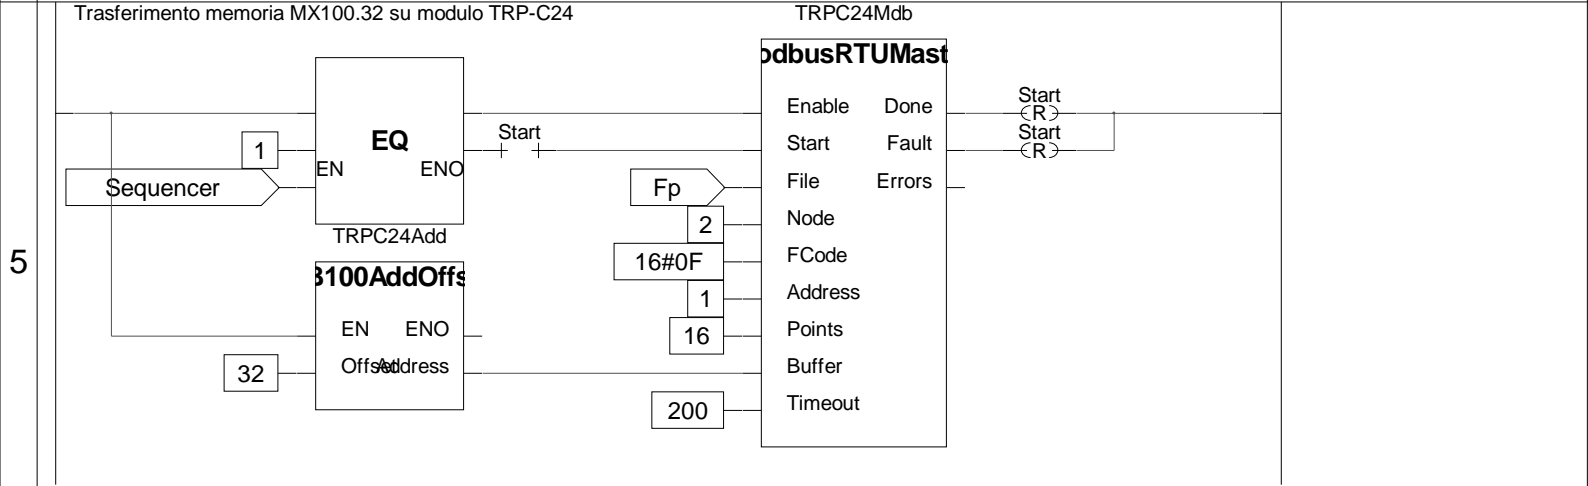 Trasferimento memoria MX100.32 su modulo TRP-C24
TRPC24Mdb
odbusRTUMast
Enable Done
Start
R
Start Fault
Start
R
File Errors
Fp
Node
2
FCode
16#0F
Address
1
Points
16
Buffer
Timeout
200
EQ
1
EN ENO
Sequencer
Start
TRPC24Add
B100AddOffs
EN ENO
Offset Address
32
5